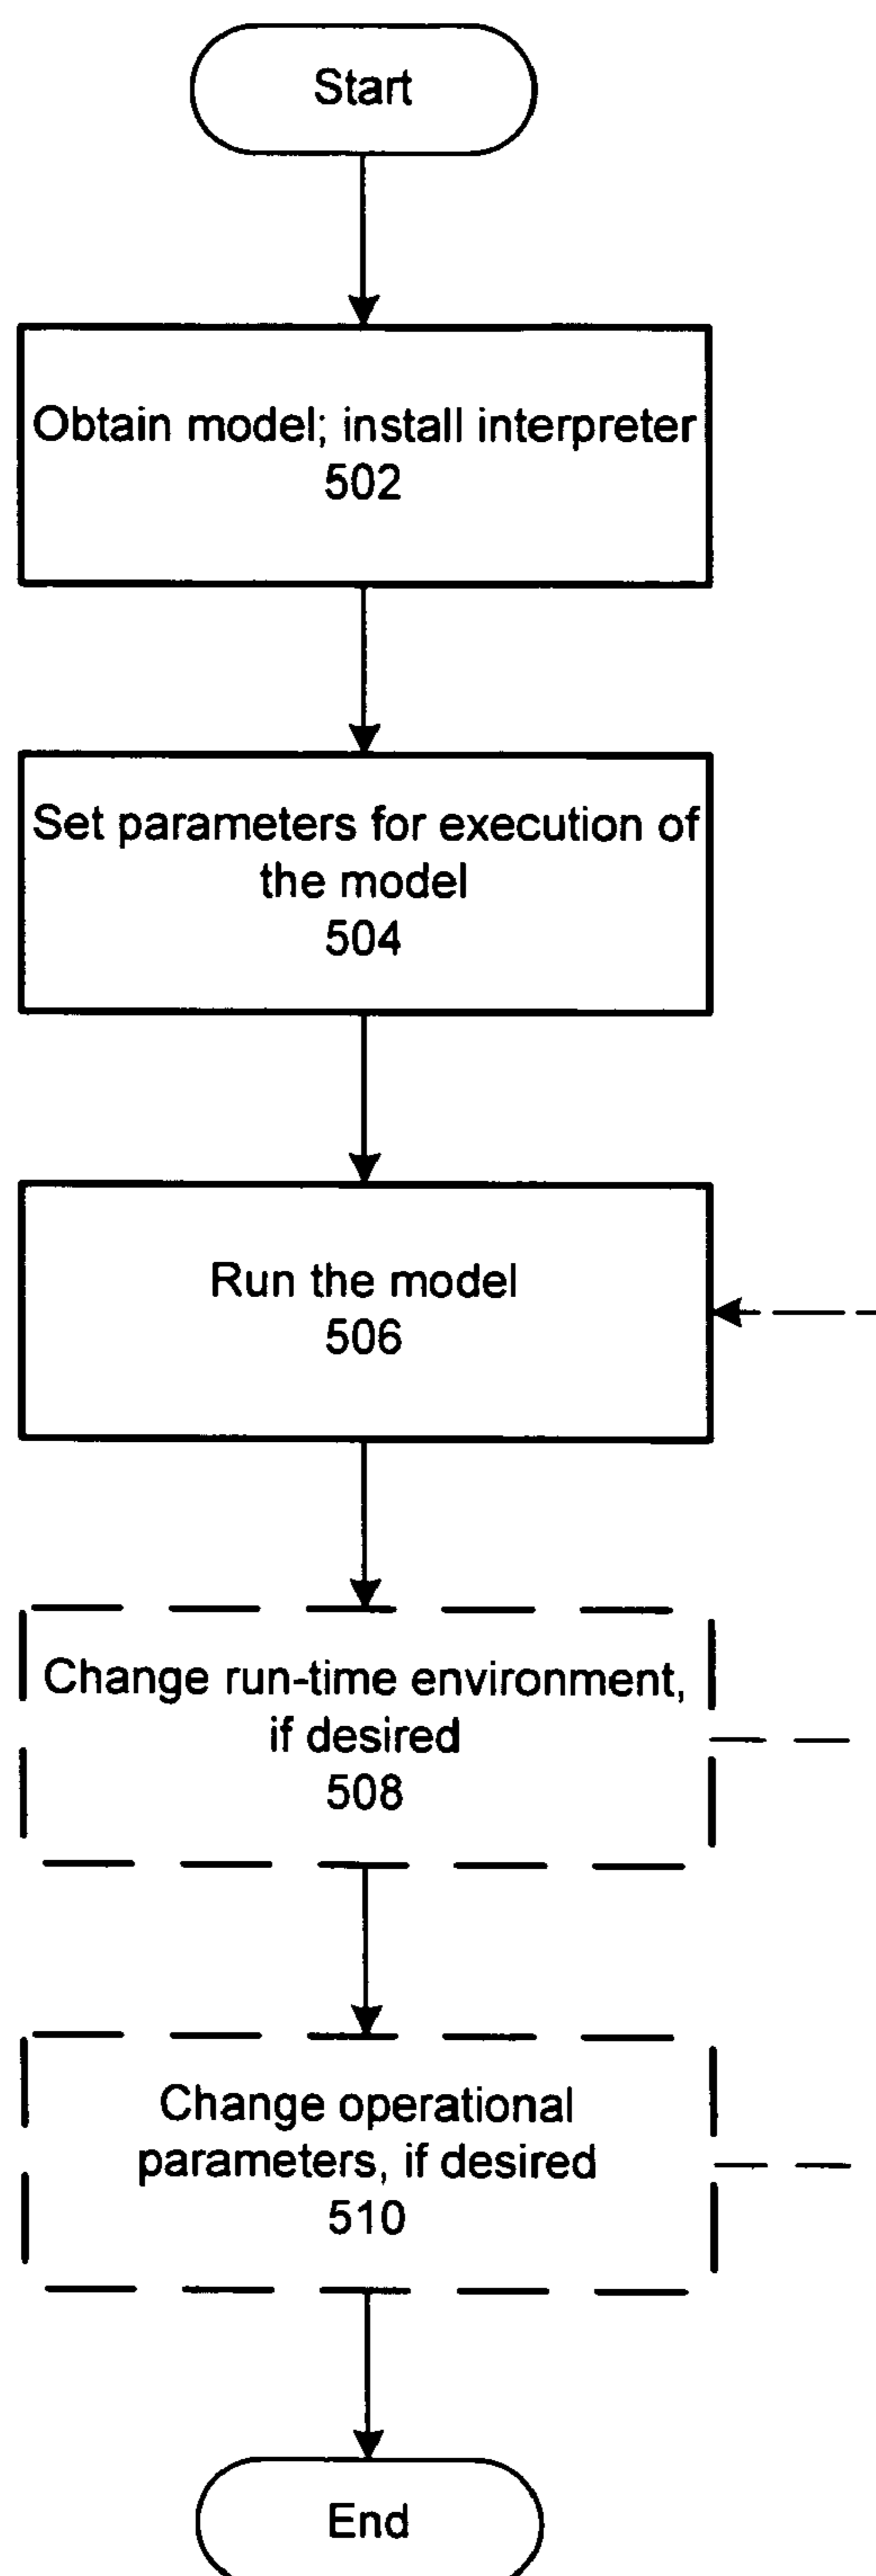 Start
Obtain model; install interpreter
502
Set parameters for execution of
the model
504
Run the model
506
Change run-time environment,
if desired
508
Change operational
parameters, if desired
510
End